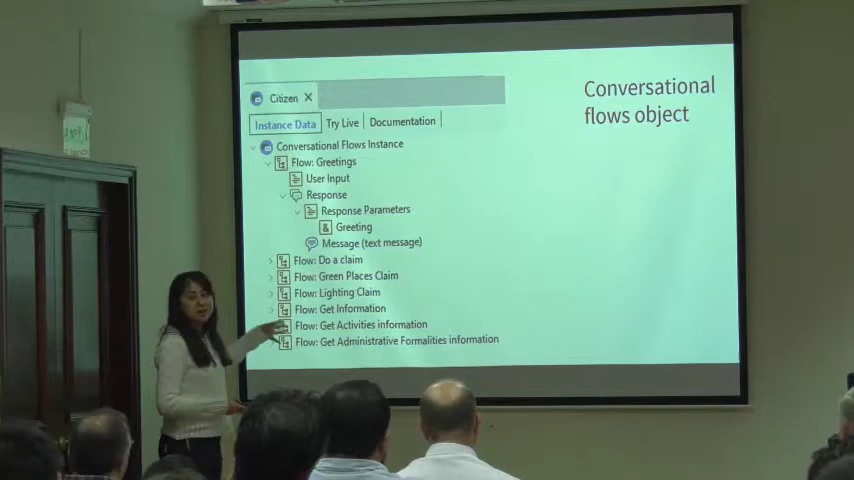 Conversational
flows object
Citizen X
Instance Data Try Live Documentation
Conversational Flows Instance
Flow: Greetings
User Input
Response
Response Parameters
& Greeting
Message (text message)
Flow: Do a claim
Flow: Green Places Claim
Flow: Lighting Claim
Flow: Get Information
Flow: Get Activities information
Flow: Get Administrative Formalities information